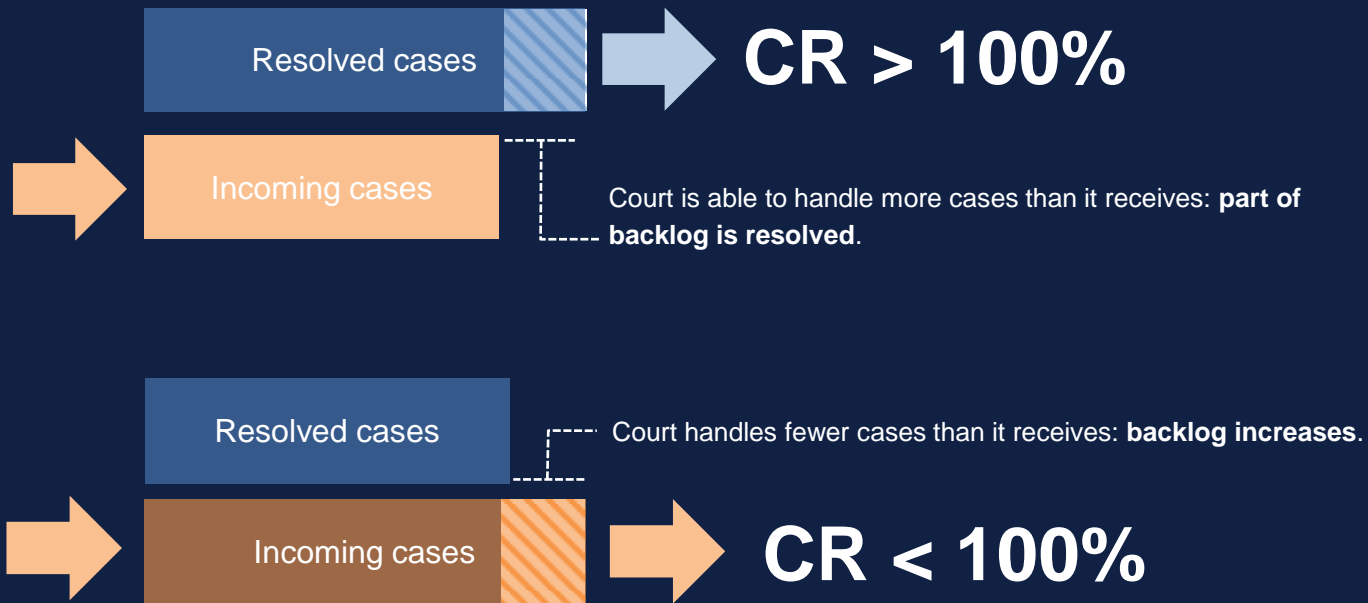 Resolved cases
CR > 100%
Incoming cases
Court is able to handle more cases than it receives: part of
backlog is resolved.
Resolved cases
Court handles fewer cases than it receives: backlog increases.
Incoming cases
CR < 100%